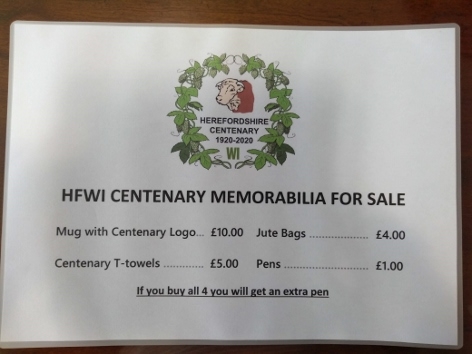 HEREFORDSHIRE
CENTENARY
1920-2020
WI
HFWI CENTENARY MEMORABILIA FOR SALE
Mug with Centenary Logo... £10.00 Jute Bags .................... £4.00
Centenary T-towels ............. £5.00 Pens ............................ £1.00
If you buy all 4 you will get an extra pen